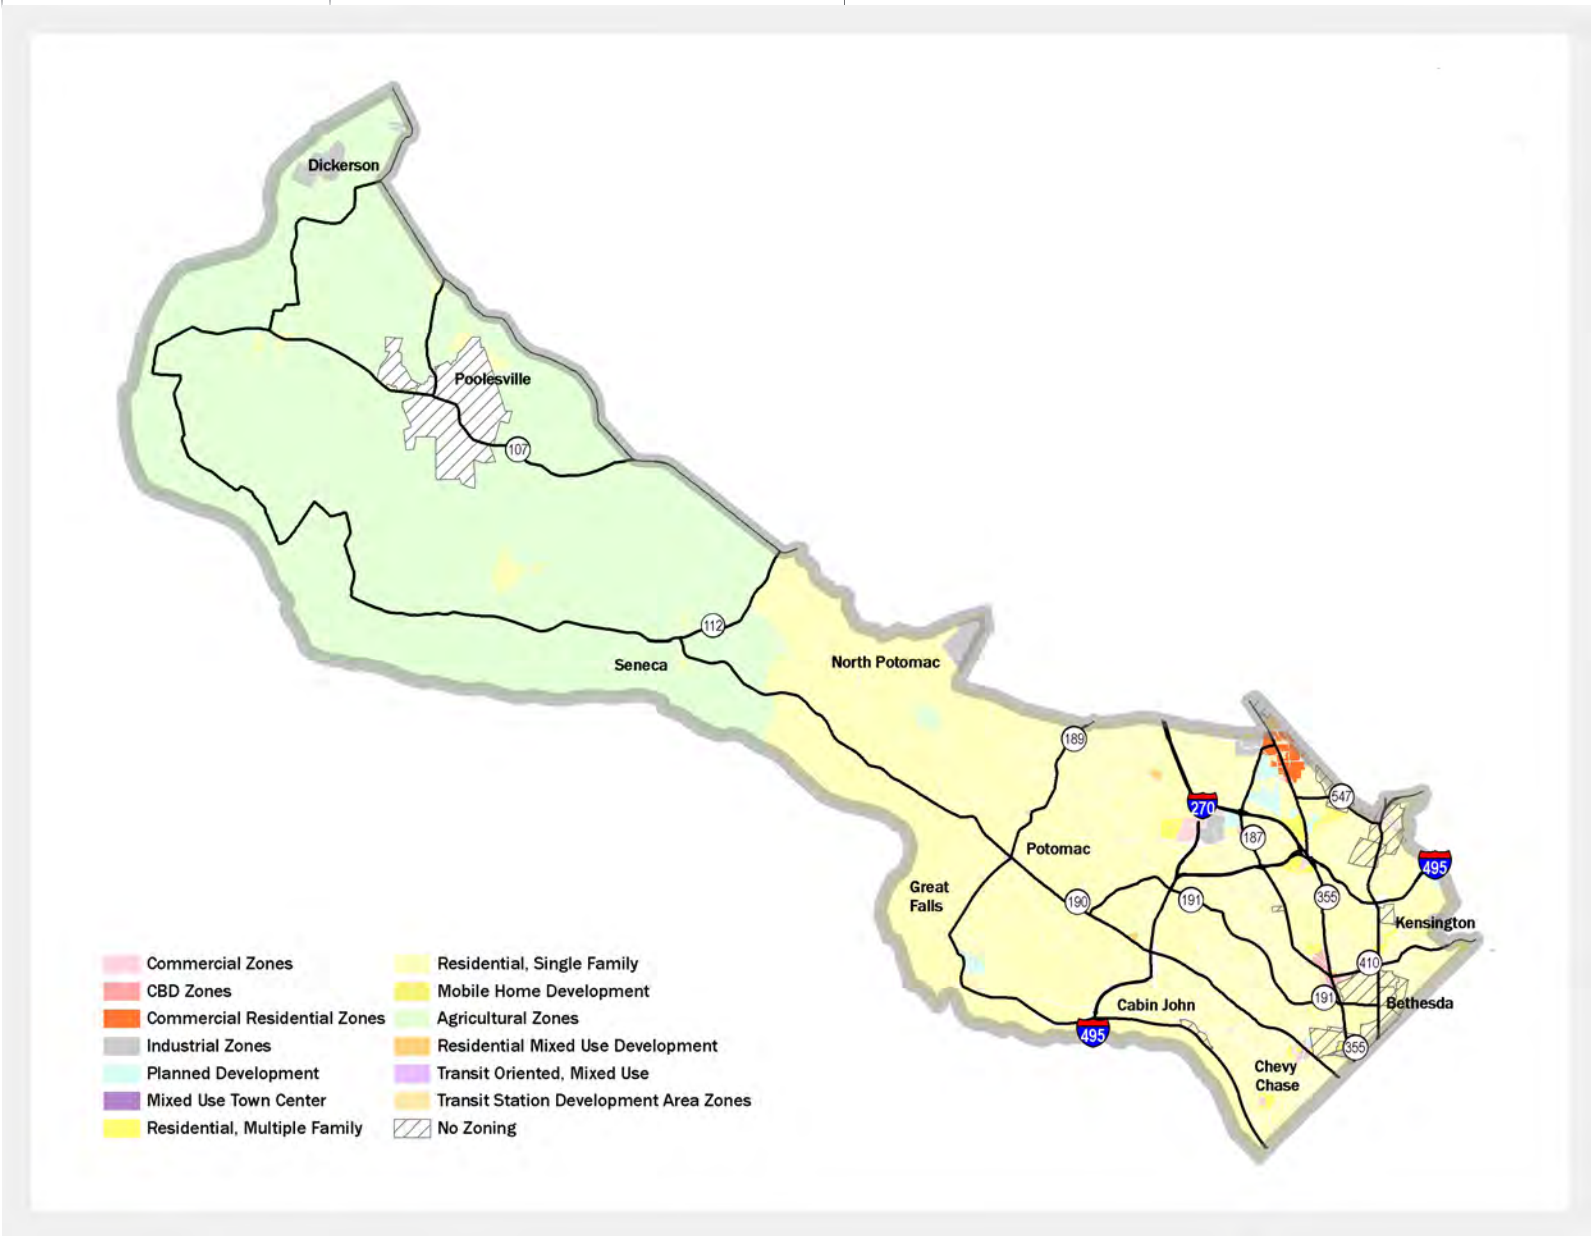 Dickerson
Poolesville
107
112
Seneca
North Potomac
189
270
547
187
Potomac
495
Great
Falls
190
191
355
Kensington
410
191
Bethesda
Cabin John
495
355
Chevy
Chase
Commercial Zones
CBD Zones
Commercial Residential Zones
Industrial Zones
Planned Development
Mixed Use Town Center
Residential, Multiple Family
Residential, Single Family
Mobile Home Development
Agricultural Zones
Residential Mixed Use Development
Transit Oriented, Mixed Use
Transit Station Development Area Zones
No Zoning